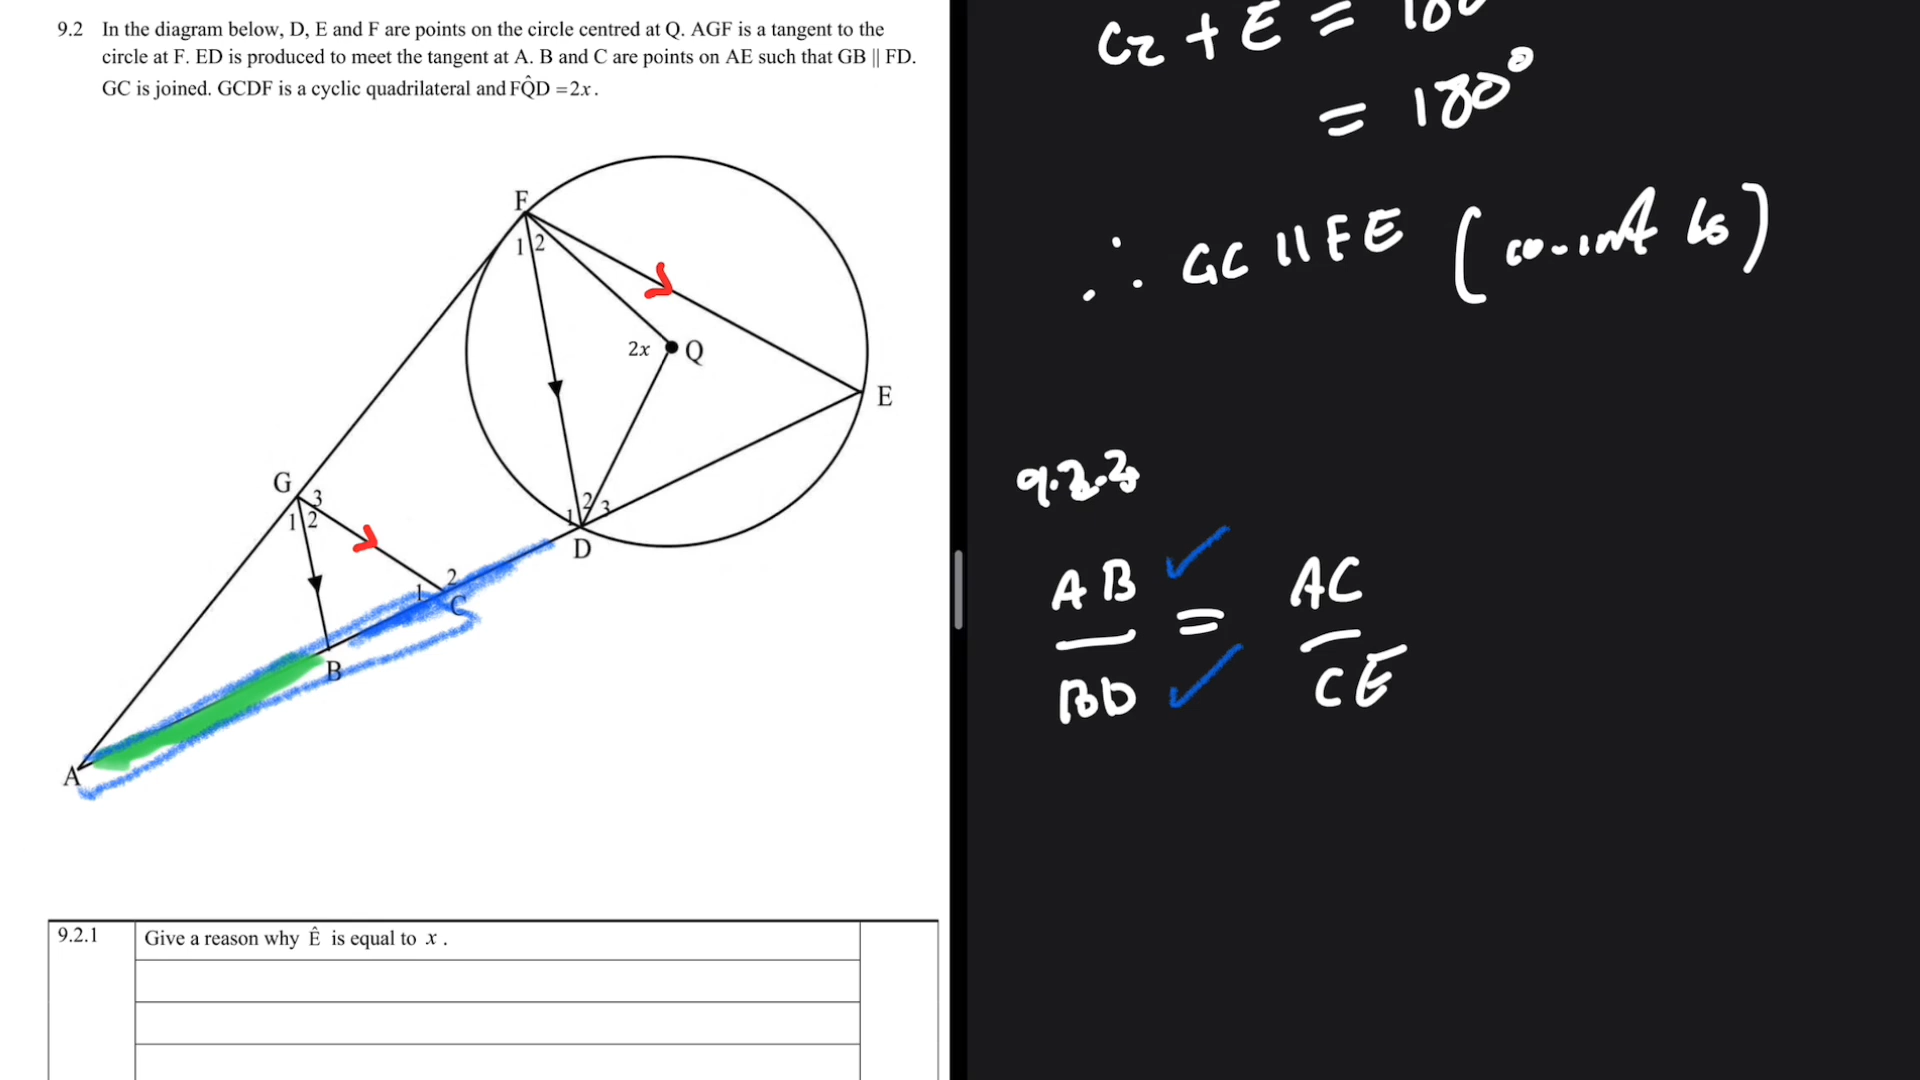 9.2 In the diagram below, D, E and F are points on the circle centred at Q. AGF is a tangent to the
circle at F. ED is produced to meet the tangent at A. B and C are points on AE such that GB || FD.
GC is joined. GCDF is a cyclic quadrilateral and FQ̂D = 2x.
F
1 2
2x Q
E
G
3
1 2
2
1 3
D
2
1
C
B
A
9.2.1 Give a reason why Ê is equal to x.
C2 + E = 180
= 180°
∴ GC || FE (co-int ∠s)
9.2.3
AB = AC
BD CE